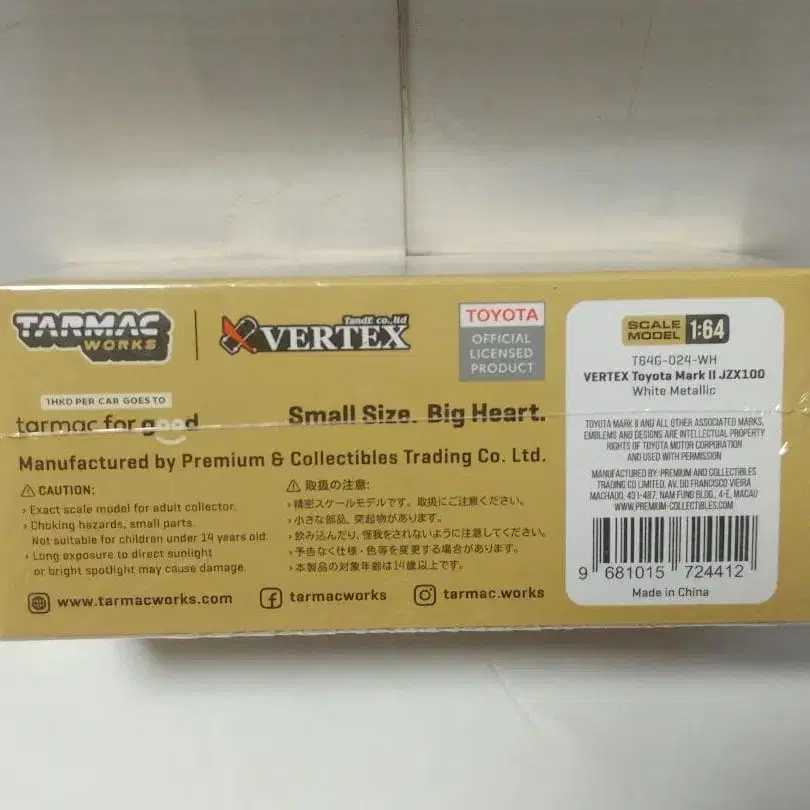 TARMAC WORKS
TandE co.,ltd
VERTEX
TOYOTA
OFFICIAL
LICENSED
PRODUCT
1HKD PER CAR GOES TO
tarmac for good
Small Size. Big Heart.
Manufactured by Premium & Collectibles Trading Co. Ltd.
CAUTION:
› Exact scale model for adult collector.
› Choking hazards, small parts.
Not suitable for children under 14 years old.
› Long exposure to direct sunlight
or bright spotlight may cause damage.
取扱の注意:
› 精密スケールモデルです。取扱にご注意ください。
› 小さな部品、突起物があります。
› 飲み込んだり、怪我をされないように注意してください。
› 予告なく仕様・色等を変更する場合があります。
› 本製品の対象年齢は14歳以上です。
www.tarmacworks.com
tarmacworks
tarmac.works
SCALE MODEL 1:64
T64G-024-WH
VERTEX Toyota Mark II JZX100
White Metallic
TOYOTA MARK II AND ALL OTHER ASSOCIATED MARKS,
EMBLEMS AND DESIGNS ARE INTELLECTUAL PROPERTY
RIGHTS OF TOYOTA MOTOR CORPORATION
AND USED WITH PERMISSION
MANUFACTURED BY: PREMIUM AND COLLECTIBLES
TRADING CO LIMITED. AV. DO FRANCISCO VIEIRA
MACHADO, 431-487, NAM FUNG BLDG., 4-E, MACAU
WWW.PREMIUM-COLLECTIBLES.COM
9 681015 724412
Made in China